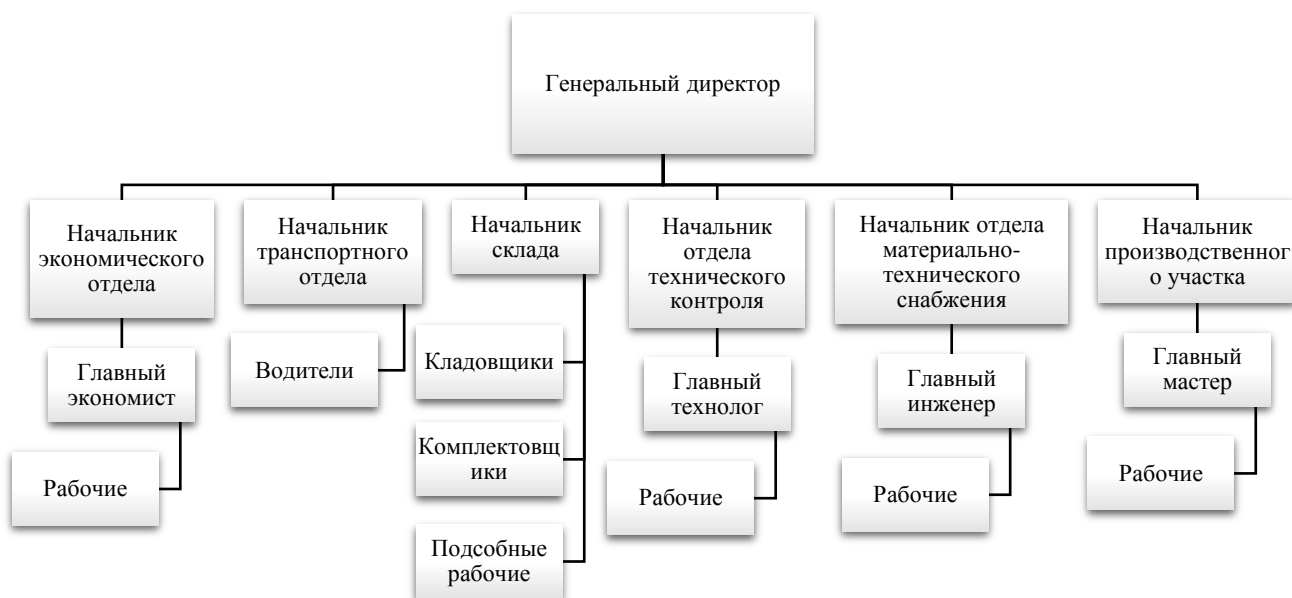 Генеральный директор
Начальник
экономического
отдела
Главный
экономист
Рабочие
Начальник
транспортного
отдела
Водители
Начальник
склада
Кладовщики
Комплектовщ
ики
Подсобные
рабочие
Начальник
отдела
технического
контроля
Главный
технолог
Рабочие
Начальник отдела
материально-
технического
снабжения
Главный
инженер
Рабочие
Начальник
производственног
о участка
Главный
мастер
Рабочие